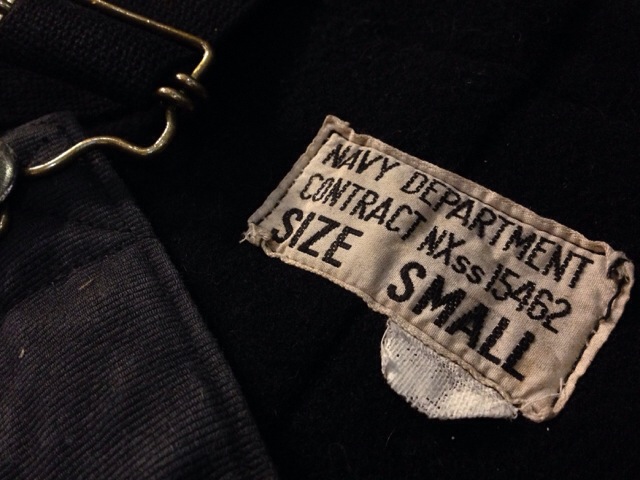 NAVY DEPARTMENT
CONTRACT NXss 15462
SIZE SMALL